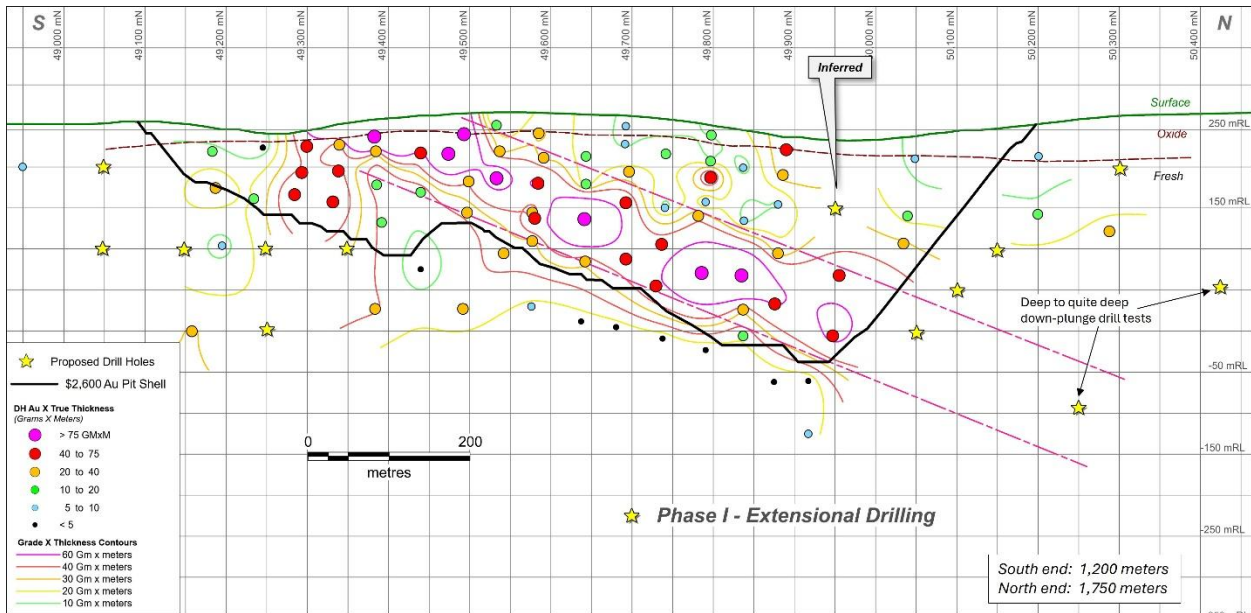 S
49,000 mN
49,100 mN
49,200 mN
49,300 mN
49,400 mN
49,500 mN
49,600 mN
49,700 mN
49,800 mN
49,900 mN
50,000 mN
50,100 mN
50,200 mN
50,300 mN
50,400 mN
N
Inferred
Surface
250 mRL
Oxide
Fresh
150 mRL
50 mRL
Deep to quite deep
down-plunge drill tests
-50 mRL
-150 mRL
-250 mRL
Proposed Drill Holes
$2,600 Au Pit Shell
DH Au X True Thickness
(Grams X Meters)
> 75 GMxM
40 to 75
20 to 40
10 to 20
5 to 10
< 5
Grade X Thickness Contours
60 Gm x meters
40 Gm x meters
30 Gm x meters
20 Gm x meters
10 Gm x meters
0 200
metres
Phase I - Extensional Drilling
South end: 1,200 meters
North end: 1,750 meters